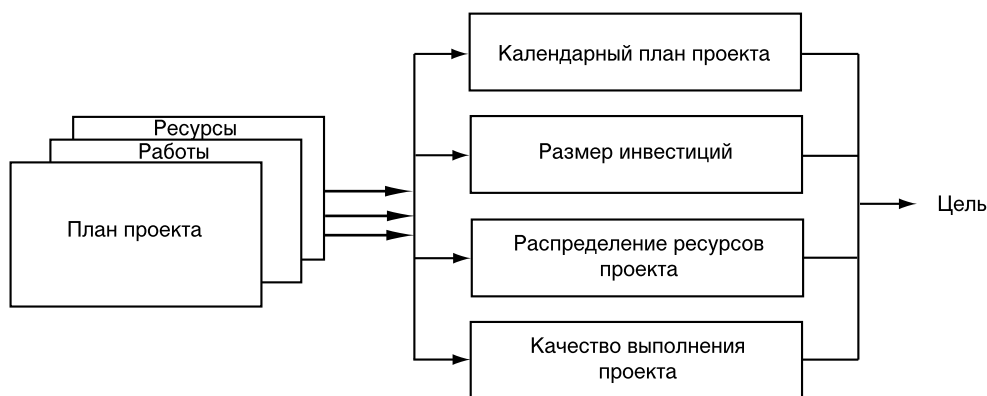 Ресурсы
Работы
План проекта
Календарный план проекта
Размер инвестиций
Распределение ресурсов
проекта
Качество выполнения
проекта
Цель